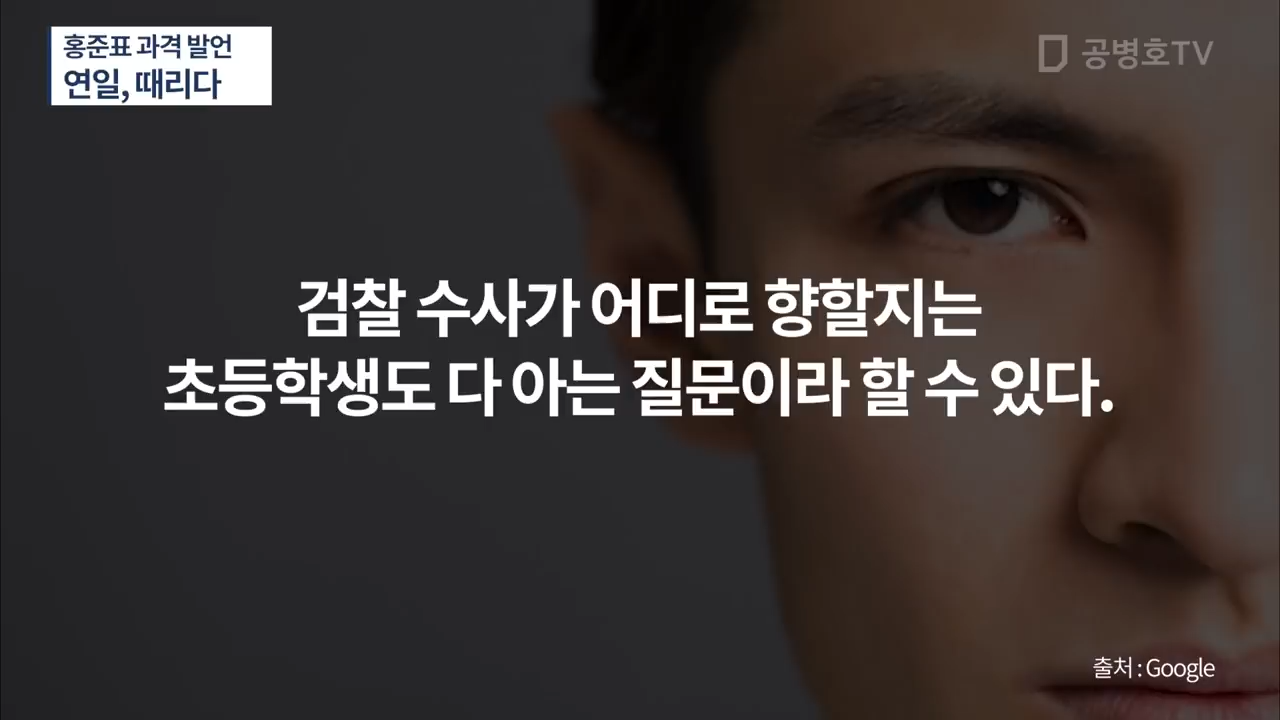 홍준표 과격 발언
연일, 때리다
공병호TV
검찰 수사가 어디로 향할지는
초등학생도 다 아는 질문이라 할 수 있다.
출처 : Google